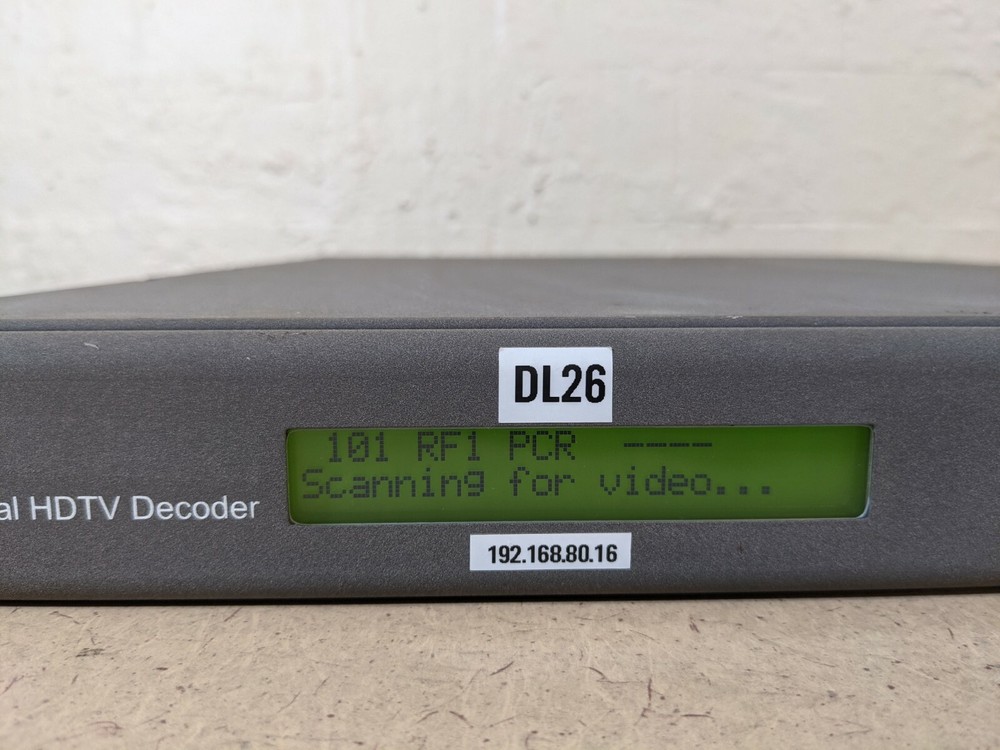 DL26
101 RF1 PCR ----
Scanning for video...
al HDTV Decoder
192.168.80.16